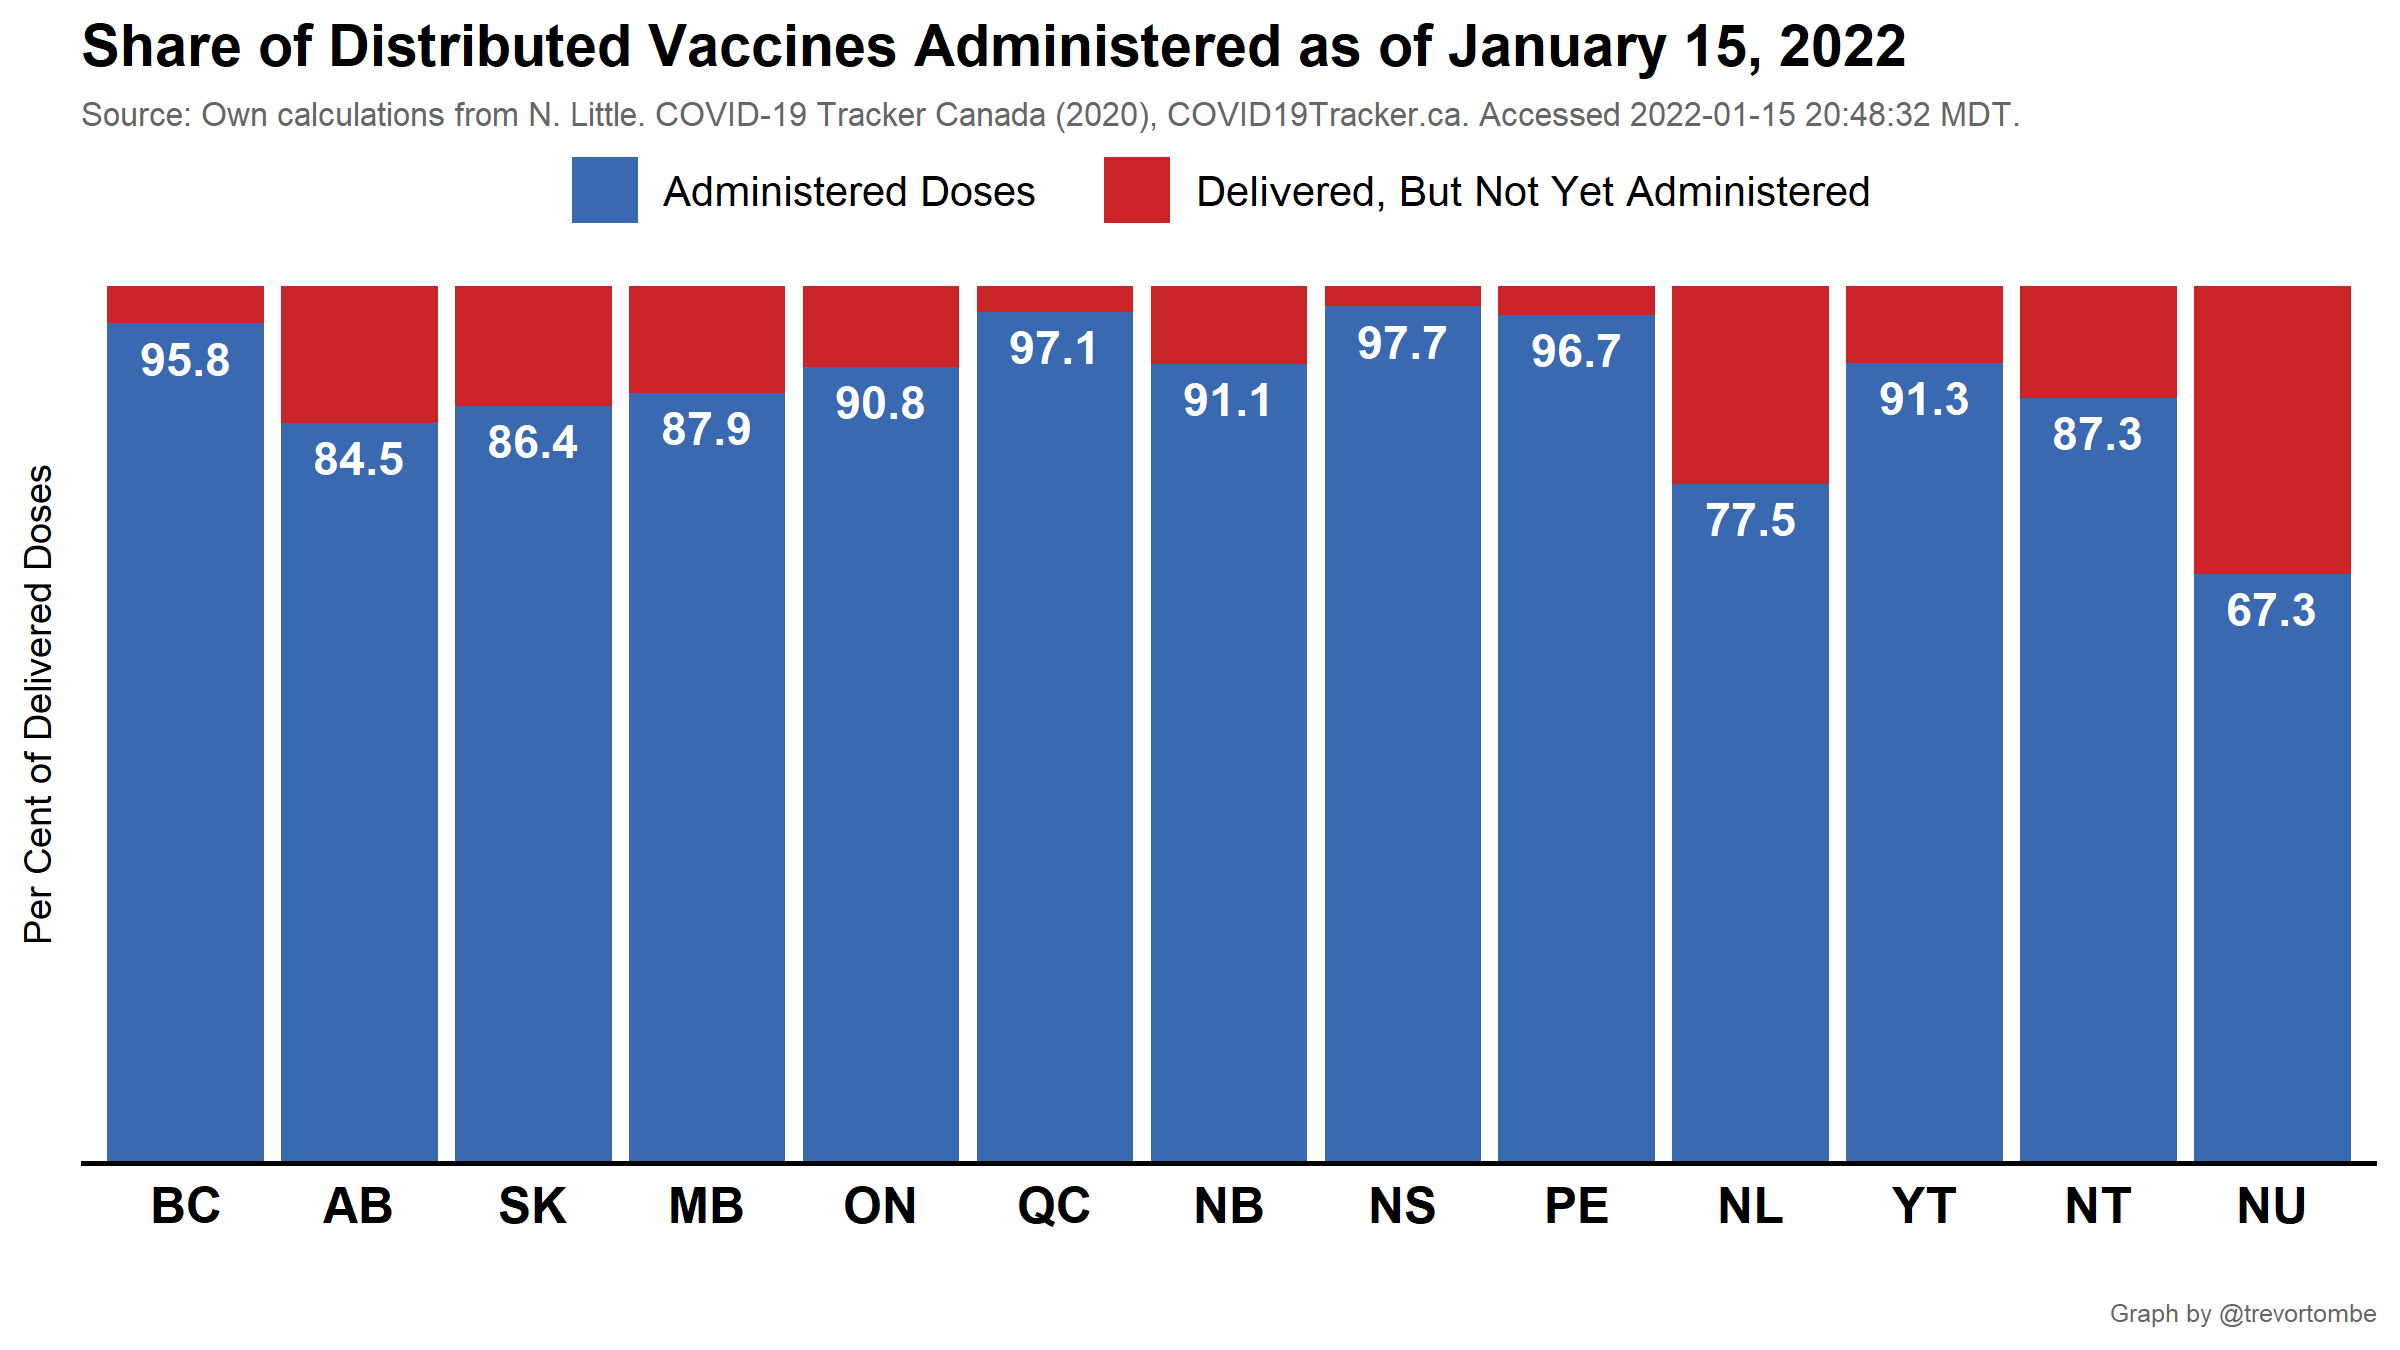 Share of Distributed Vaccines Administered as of January 15, 2022
Source: Own calculations from N. Little. COVID-19 Tracker Canada (2020), COVID19Tracker.ca. Accessed 2022-01-15 20:48:32 MDT.
Administered Doses
Delivered, But Not Yet Administered
Per Cent of Delivered Doses
95.8
84.5
86.4
87.9
90.8
97.1
91.1
97.7
96.7
77.5
91.3
87.3
67.3
BC
AB
SK
MB
ON
QC
NB
NS
PE
NL
YT
NT
NU
Graph by @trevortombe